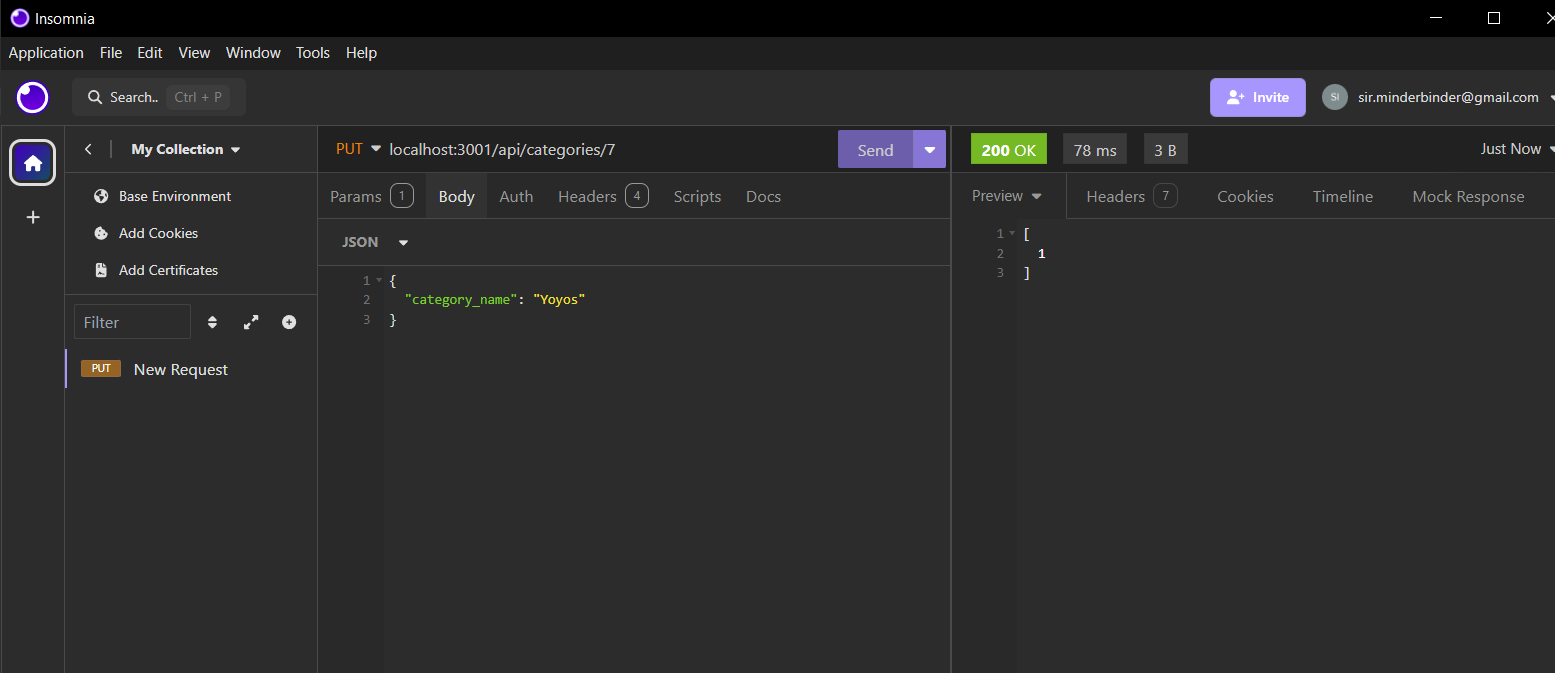 Insomnia
Application File Edit View Window Tools Help
Search.. Ctrl + P
Invite
SI
sir.minderbinder@gmail.com
My Collection
PUT localhost:3001/api/categories/7
Send
200 OK
78 ms
3 B
Just Now
Base Environment
Add Cookies
Add Certificates
Filter
PUT New Request
Params 1 Body Auth Headers 4 Scripts Docs
JSON
1 {
2 "category_name": "Yoyos"
3 }
Preview Headers 7 Cookies Timeline Mock Response
1 [
2 1
3 ]